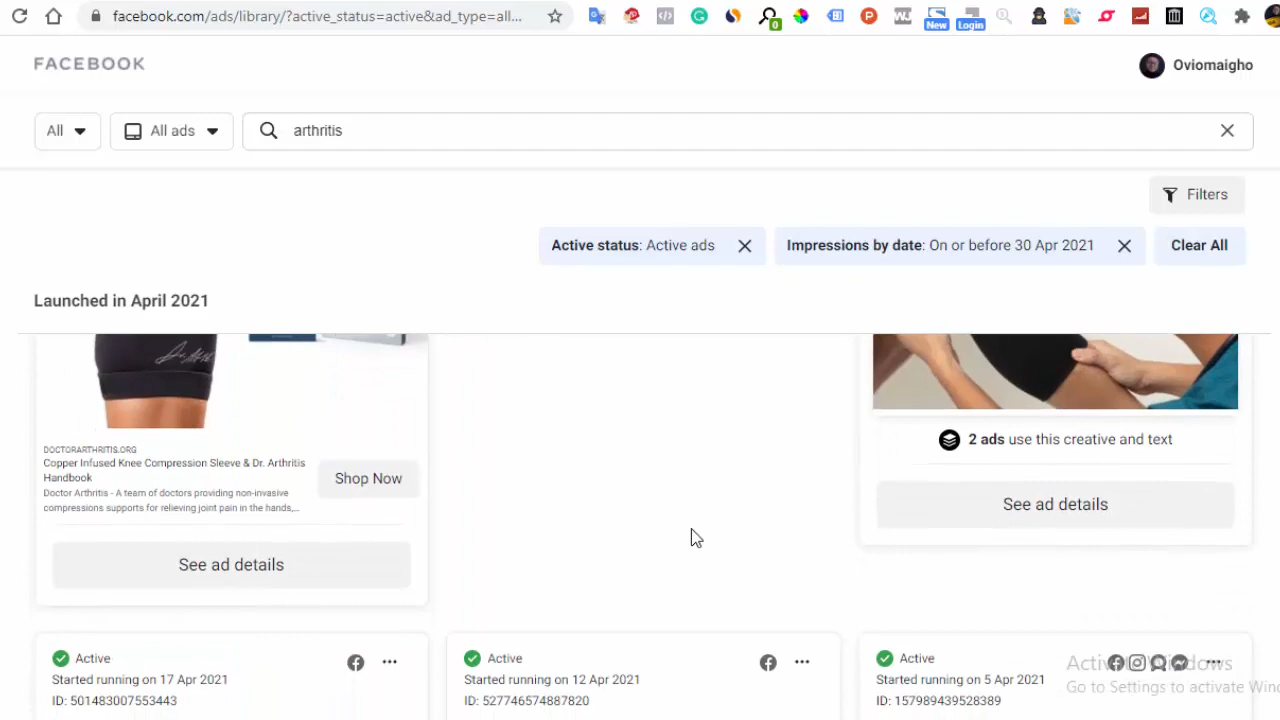 facebook.com/ads/library/?active_status=active&ad_type=all...
0
New
Login
FACEBOOK
Oviomaigho
All
All ads
arthritis
Filters
Active status: Active ads
Impressions by date: On or before 30 Apr 2021
Clear All
Launched in April 2021
DOCTORARTHRITIS.ORG
Copper Infused Knee Compression Sleeve & Dr. Arthritis
Handbook
Doctor Arthritis - A team of doctors providing non-invasive
compressions supports for relieving joint pain in the hands,...
Shop Now
See ad details
2 ads use this creative and text
See ad details
Active
Started running on 17 Apr 2021
ID: 501483007553443
Active
Started running on 12 Apr 2021
ID: 527746574887820
Active
Started running on 5 Apr 2021
ID: 157989439528389
Activate Windows
Go to Settings to activate Win